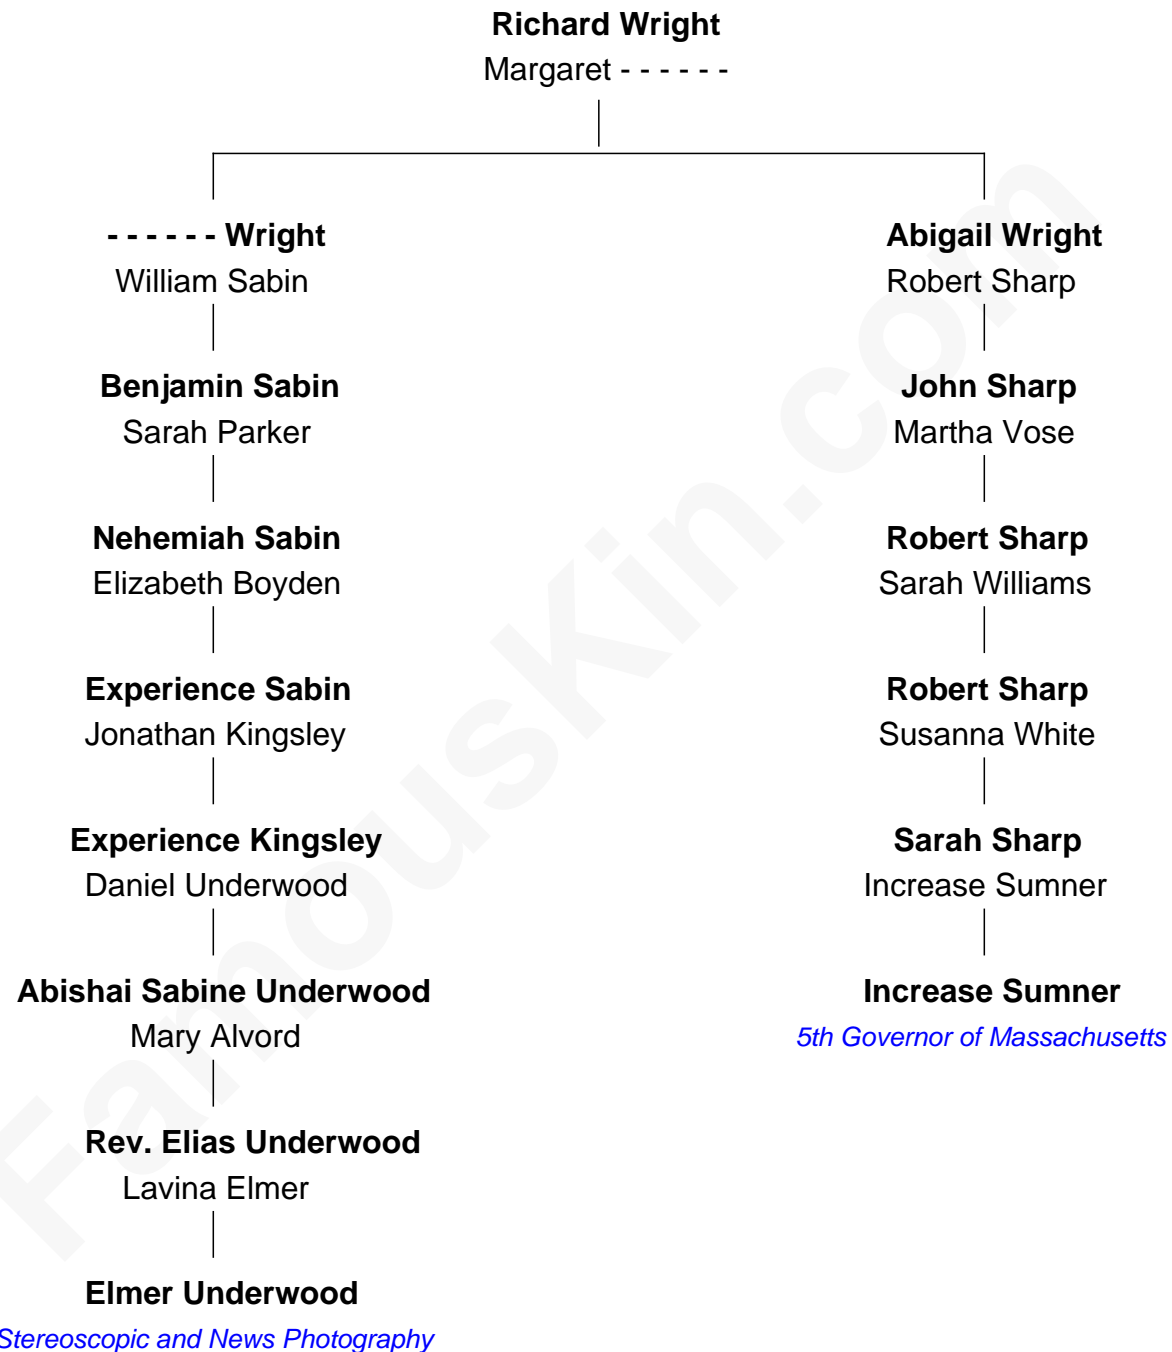 Richard Wright
Margaret - - - - - -
- - - - - - Wright
William Sabin
Abigail Wright
Robert Sharp
Benjamin Sabin
Sarah Parker
John Sharp
Martha Vose
Nehemiah Sabin
Elizabeth Boyden
Robert Sharp
Sarah Williams
Experience Sabin
Jonathan Kingsley
Robert Sharp
Susanna White
Experience Kingsley
Daniel Underwood
Sarah Sharp
Increase Sumner
Abishai Sabine Underwood
Mary Alvord
Increase Sumner
5th Governor of Massachusetts
Rev. Elias Underwood
Lavina Elmer
Elmer Underwood
Stereoscopic and News Photography
FamousKin.com